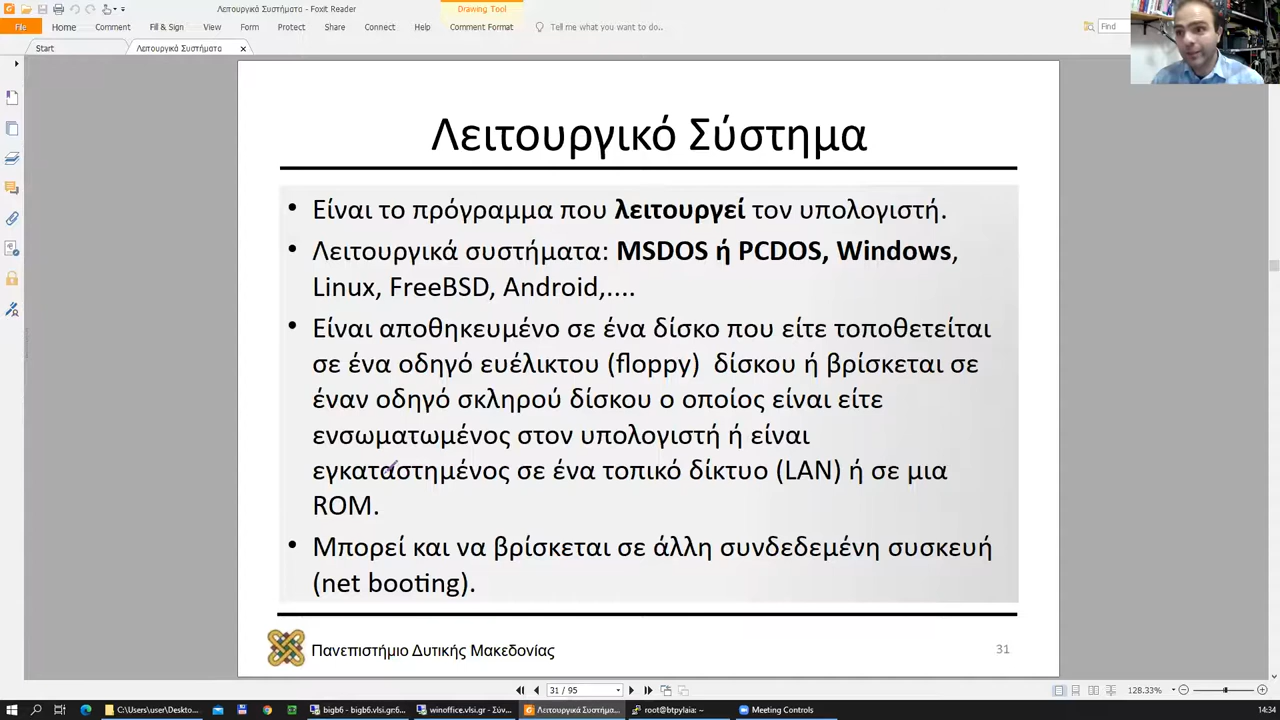 Λειτουργικά Συστήματα - Foxit Reader
Drawing Tool
File Home Comment Fill & Sign View Form Protect Share Connect Help Comment Format Tell me what you want to do... Find
Start Λειτουργικά Συστήματα
Λειτουργικό Σύστημα
• Είναι το πρόγραμμα που λειτουργεί τον υπολογιστή.
• Λειτουργικά συστήματα: MSDOS ή PCDOS, Windows,
Linux, FreeBSD, Android,....
• Είναι αποθηκευμένο σε ένα δίσκο που είτε τοποθετείται
σε ένα οδηγό ευέλικτου (floppy) δίσκου ή βρίσκεται σε
έναν οδηγό σκληρού δίσκου ο οποίος είναι είτε
ενσωματωμένος στον υπολογιστή ή είναι
εγκαταστημένος σε ένα τοπικό δίκτυο (LAN) ή σε μια
ROM.
• Μπορεί και να βρίσκεται σε άλλη συνδεδεμένη συσκευή
(net booting).
Πανεπιστήμιο Δυτικής Μακεδονίας
31
31 / 95
128.33%
C:\Users\user\Deskto... bigb6 - bigb6.vlsi.gr:6... winoffice.vlsi.gr - Σύν... Λειτουργικά Συστήμα... root@btpylaia: ~ Meeting Controls 14:34